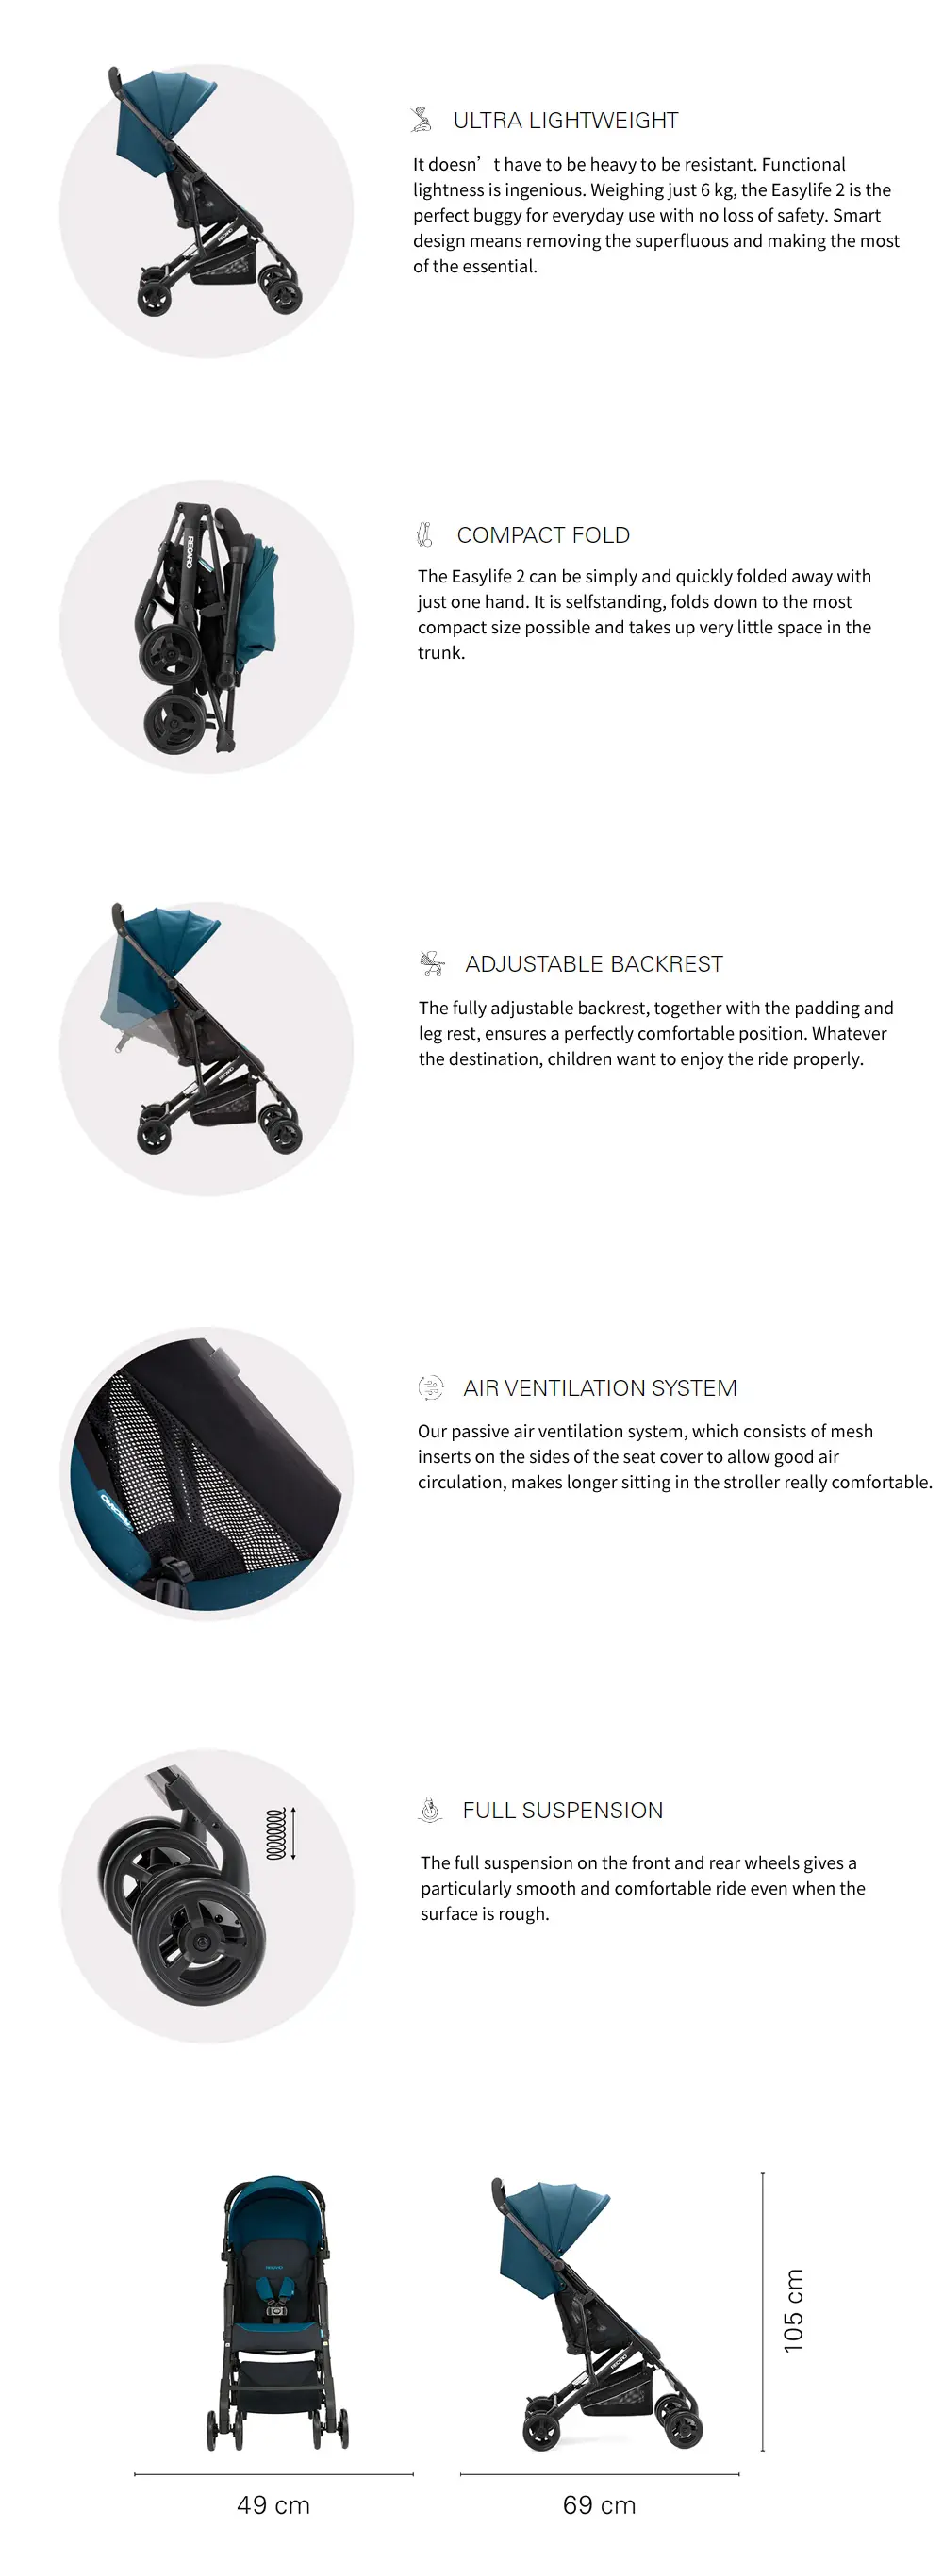 ULTRA LIGHTWEIGHT
It doesn’t have to be heavy to be resistant. Functional
lightness is ingenious. Weighing just 6 kg, the Easylife 2 is the
perfect buggy for everyday use with no loss of safety. Smart
design means removing the superfluous and making the most
of the essential.
RECARO
COMPACT FOLD
The Easylife 2 can be simply and quickly folded away with
just one hand. It is selfstanding, folds down to the most
compact size possible and takes up very little space in the
trunk.
RECARO
ADJUSTABLE BACKREST
The fully adjustable backrest, together with the padding and
leg rest, ensures a perfectly comfortable position. Whatever
the destination, children want to enjoy the ride properly.
RECARO
AIR VENTILATION SYSTEM
Our passive air ventilation system, which consists of mesh
inserts on the sides of the seat cover to allow good air
circulation, makes longer sitting in the stroller really comfortable.
RECARO
FULL SUSPENSION
The full suspension on the front and rear wheels gives a
particularly smooth and comfortable ride even when the
surface is rough.
RECARO
RECARO
105 cm
49 cm
69 cm